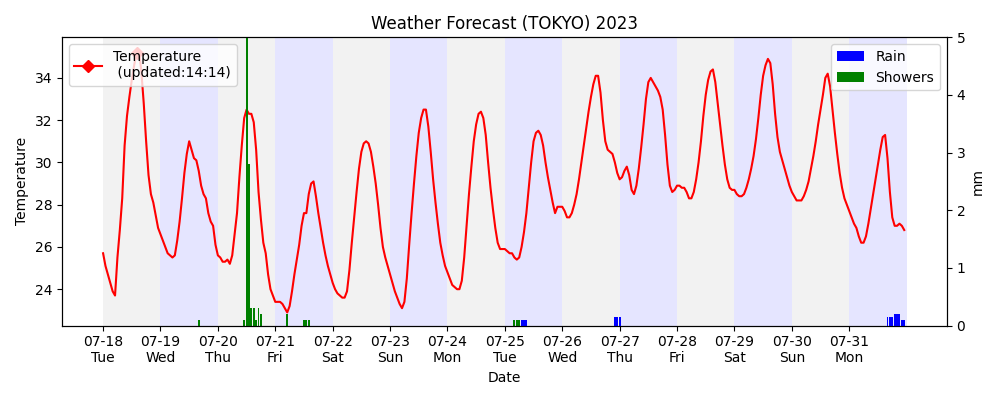 Weather Forecast (TOKYO) 2023
Temperature
(updated:14:14)
Rain
Showers
Temperature
34
32
30
28
26
24
5
4
3
2
1
0
mm
07-18 07-19 07-20 07-21 07-22 07-23 07-24 07-25 07-26 07-27 07-28 07-29 07-30 07-31
Tue Wed Thu Fri Sat Sun Mon Tue Wed Thu Fri Sat Sun Mon
Date